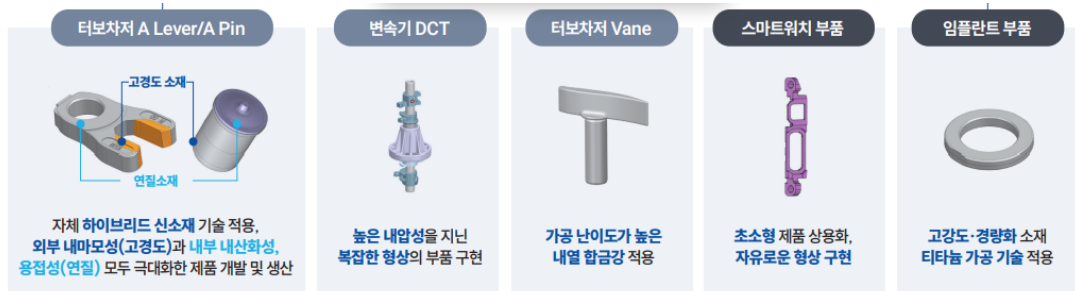 터보차저 A Lever/A Pin
고경도 소재
연질소재
자체 하이브리드 신소재 기술 적용,
외부 내마모성(고경도)과 내부 내산화성,
용접성(연질) 모두 극대화한 제품 개발 및 생산
변속기 DCT
높은 내압성을 지닌
복잡한 형상의 부품 구현
터보차저 Vane
가공 난이도가 높은
내열 합금강 적용
스마트워치 부품
초소형 제품 상용화,
자유로운 형상 구현
임플란트 부품
고강도·경량화 소재
티타늄 가공 기술 적용